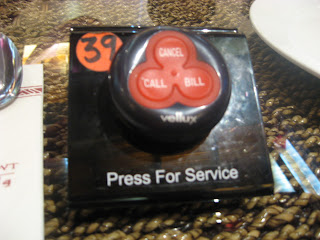 39
CANCEL
CALL BILL
vellux
Press For Service